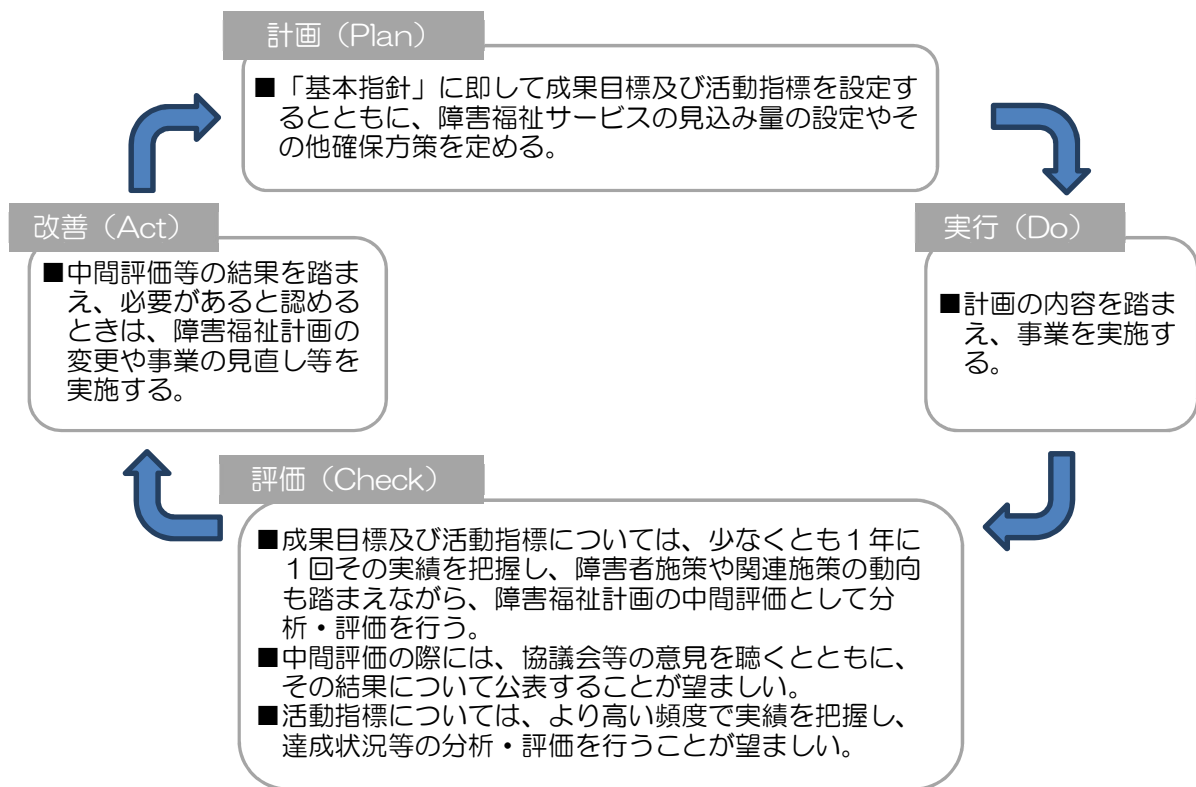 計画（Plan）
■「基本指針」に即して成果目標及び活動指標を設定す
るとともに、障害福祉サービスの見込み量の設定やそ
の他確保方策を定める。
改善（Act）
■中間評価等の結果を踏ま
え、必要があると認める
ときは、障害福祉計画の
変更や事業の見直し等を
実施する。
実行（Do）
■計画の内容を踏ま
え、事業を実施す
る。
評価（Check）
■成果目標及び活動指標については、少なくとも１年に
１回その実績を把握し、障害者施策や関連施策の動向
も踏まえながら、障害福祉計画の中間評価として分
析・評価を行う。
■中間評価の際には、協議会等の意見を聴くとともに、
その結果について公表することが望ましい。
■活動指標については、より高い頻度で実績を把握し、
達成状況等の分析・評価を行うことが望ましい。